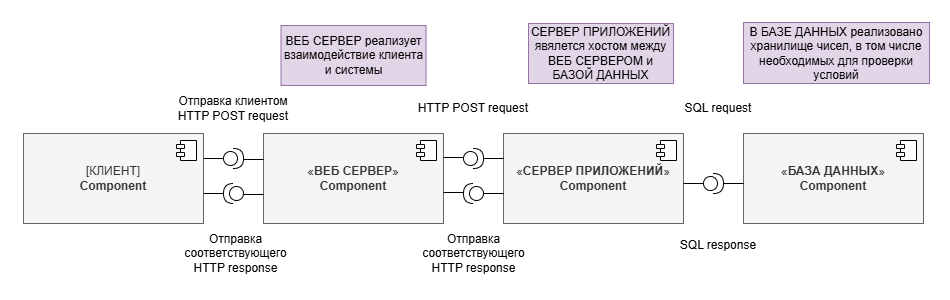 ВЕБ СЕРВЕР реализует
взаимодействие клиента
и системы
СЕРВЕР ПРИЛОЖЕНИЙ
явялется хостом между
ВЕБ СЕРВЕРОМ и
БАЗОЙ ДАННЫХ
В БАЗЕ ДАННЫХ реализовано
хранилище чисел, в том числе
необходимых для проверки
условий
Отправка клиентом
HTTP POST request
HTTP POST request
SQL request
[КЛИЕНТ]
Component
«ВЕБ СЕРВЕР»
Component
«СЕРВЕР ПРИЛОЖЕНИЙ»
Component
«БАЗА ДАННЫХ»
Component
Отправка
соответствующего
HTTP response
Отправка
соответствующего
HTTP response
SQL response